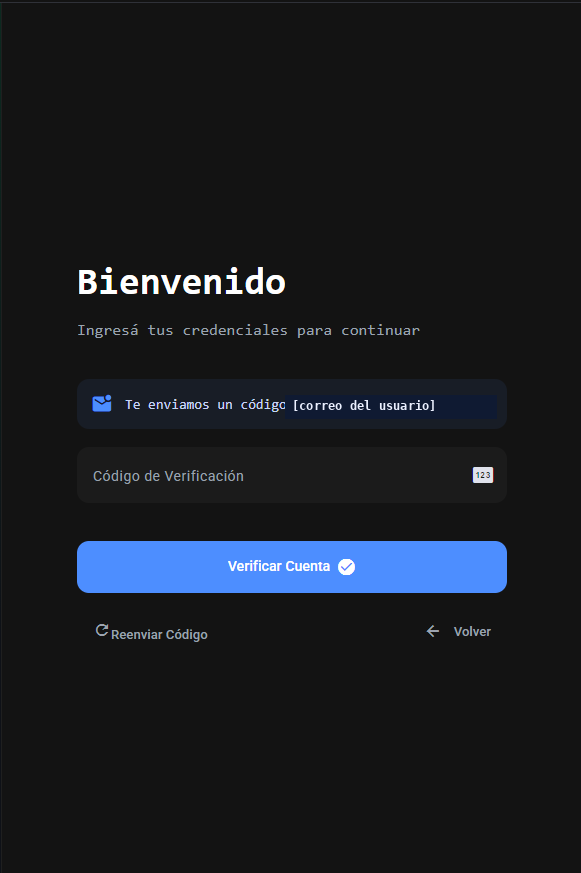 Bienvenido
Ingresá tus credenciales para continuar
Te enviamos un código [correo del usuario]
Código de Verificación 123
Verificar Cuenta
Reenviar Código
Volver